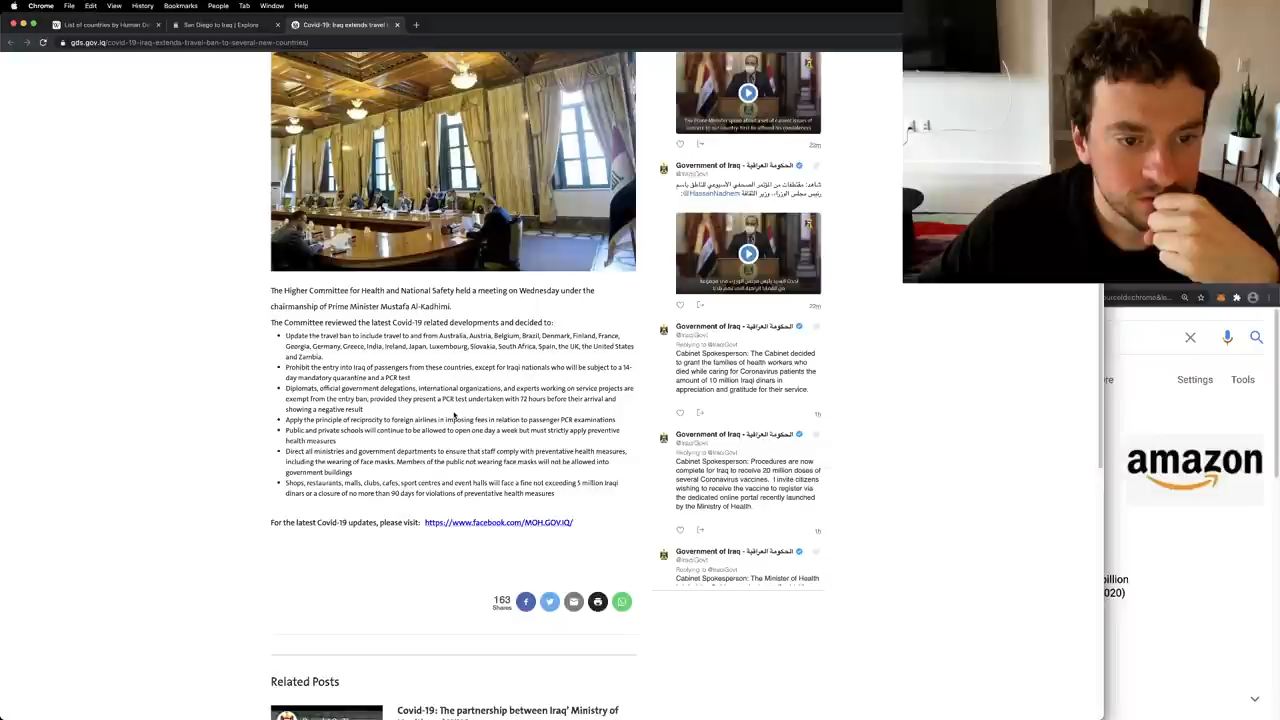 Chrome File Edit View History Bookmarks People Tab Window Help
List of countries by Human De
San Diego to Iraq | Explore
Covid-19: Iraq extends travel
gds.gov.iq/covid-19-iraq-extends-travel-ban-to-several-new-countries/
The Higher Committee for Health and National Safety held a meeting on Wednesday under the
chairmanship of Prime Minister Mustafa Al-Kadhimi.
The Committee reviewed the latest Covid-19 related developments and decided to:
Update the travel ban to include travel to and from Australia, Austria, Belgium, Brazil, Denmark, Finland, France,
Georgia, Germany, Greece, India, Ireland, Japan, Luxembourg, Slovakia, South Africa, Spain, the UK, the United States
and Zambia.
Prohibit the entry into Iraq of passengers from these countries, except for Iraqi nationals who will be subject to a 14-
day mandatory quarantine and a PCR test
Diplomats, official government delegations, international organizations, and experts working on service projects are
exempt from the entry ban, provided they present a PCR test undertaken with 72 hours before their arrival and
showing a negative result
Apply the principle of reciprocity to foreign airlines in imposing fees in relation to passenger PCR examinations
Public and private schools will continue to be allowed to open one day a week but must strictly apply preventive
health measures
Direct all ministries and government departments to ensure that staff comply with preventative health measures,
including the wearing of face masks. Members of the public not wearing face masks will not be allowed into
government buildings
Shops, restaurants, malls, clubs, cafes, sport centres and event halls will face a fine not exceeding 5 million Iraqi
dinars or a closure of no more than 90 days for violations of preventative health measures
For the latest Covid-19 updates, please visit: https://www.facebook.com/MOH.GOV.IQ/
163
Shares
Related Posts
Covid-19: The partnership between Iraq' Ministry of
The Prime Minister spoke about a set of current issues of
22m
Government of Iraq - الحكومة العراقية
@IraqiGovt
شاهد: مقتطفات من المؤتمر الصحفي الأسبوعي للناطق باسم
رئيس مجلس الوزراء، وزير الثقافة @HassanNadhem:
22m
Government of Iraq - الحكومة العراقية
@IraqiGovt
Replying to @IraqiGovt
Cabinet Spokesperson: The Cabinet decided
to grant the families of health workers who
died while caring for Coronavirus patients the
amount of 10 million Iraqi dinars in
appreciation and gratitude for their service.
1h
Government of Iraq - الحكومة العراقية
@IraqiGovt
Replying to @IraqiGovt
Cabinet Spokesperson: Procedures are now
complete for Iraq to receive 20 million doses of
several Coronavirus vaccines. I invite citizens
wishing to receive the vaccine to register via
the dedicated online portal recently launched
by the Ministry of Health.
1h
Government of Iraq - الحكومة العراقية
@IraqiGovt
Replying to @IraqiGovt
Cabinet Spokesperson: The Minister of Health
Settings Tools
amazon
2020)